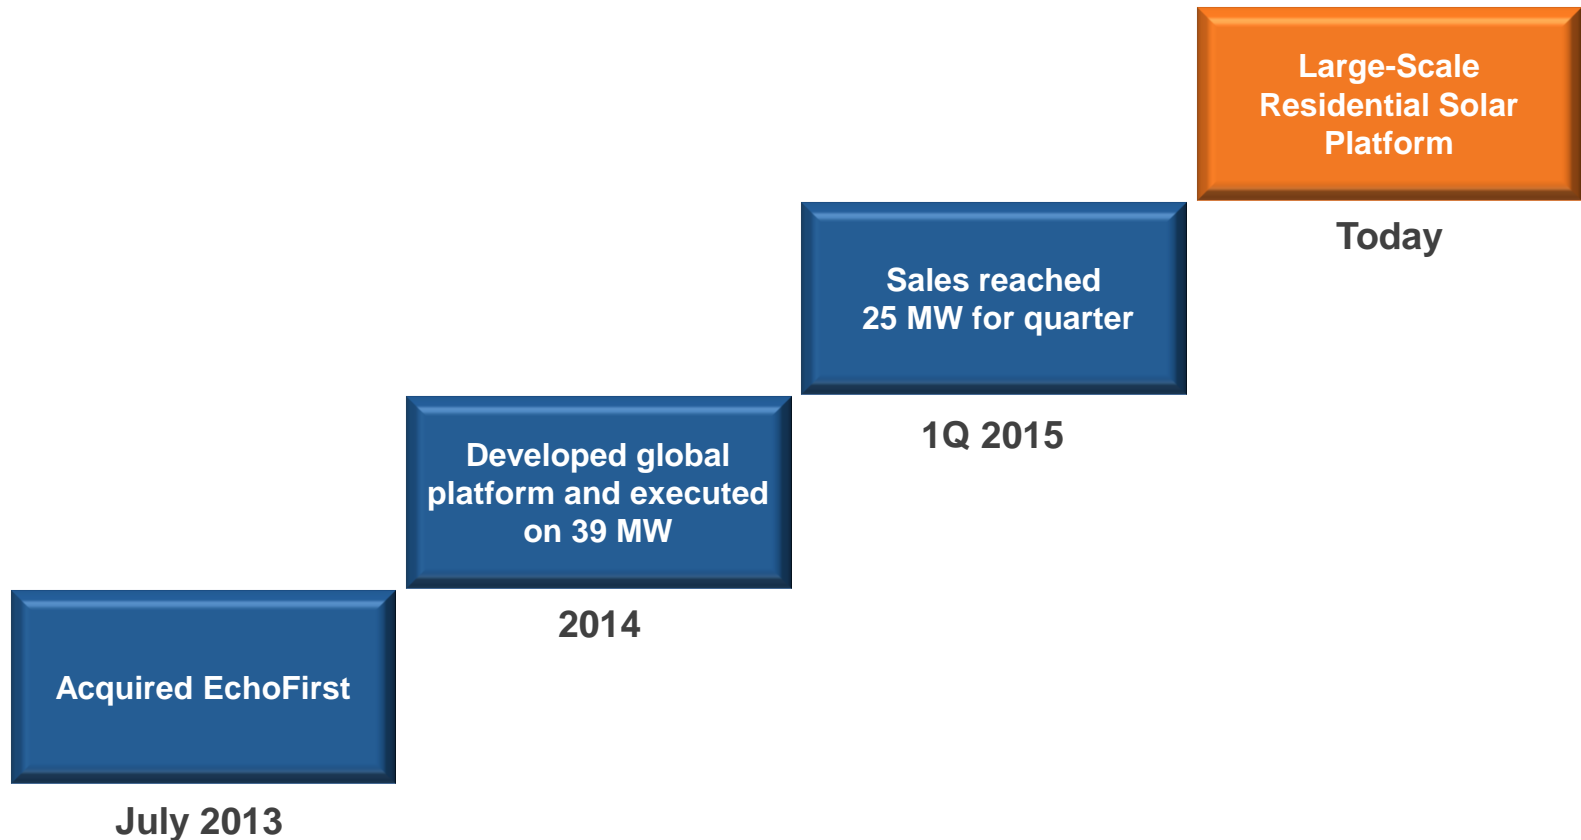 Large-Scale
Residential Solar
Platform
Today
Sales reached
25 MW for quarter
1Q 2015
Developed global
platform and executed
on 39 MW
2014
Acquired EchoFirst
July 2013